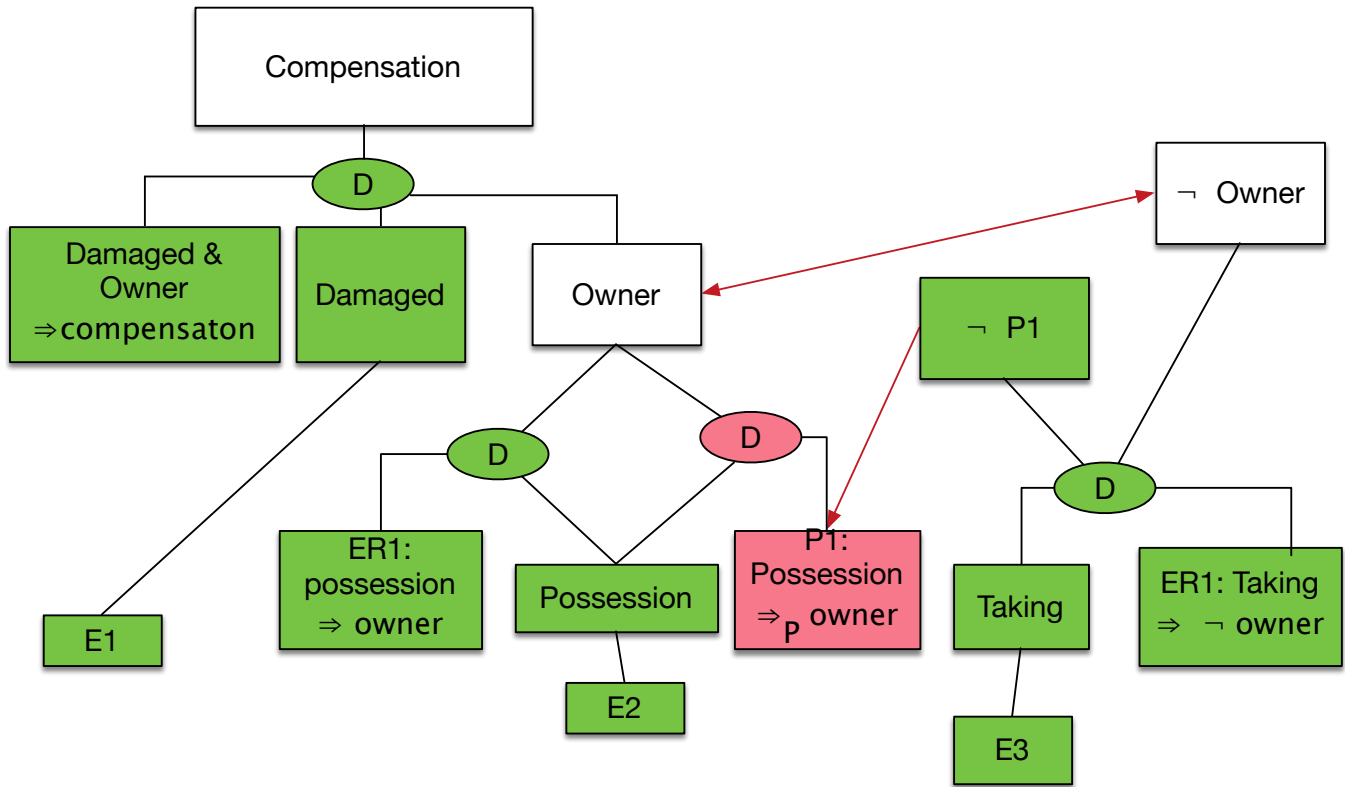 Compensation
D
¬ Owner
Damaged &
Owner
⇒compensaton
Damaged
Owner
¬ P1
D
D
D
ER1:
possession
⇒ owner
Possession
P1:
Possession
⇒P owner
Taking
ER1: Taking
⇒ ¬ owner
E1
E2
E3